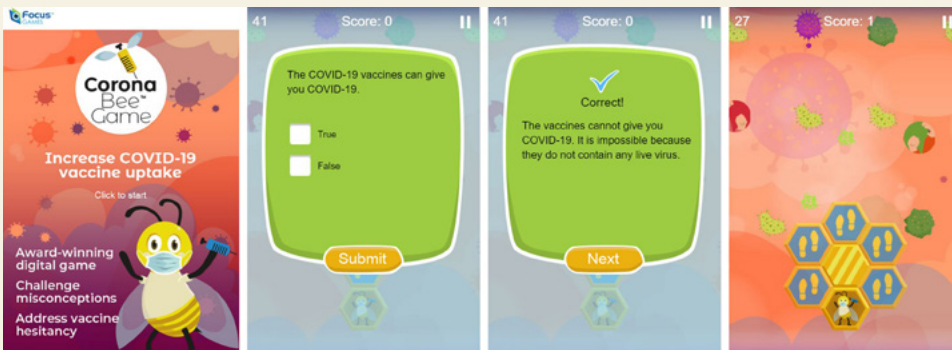 Focus
GAMES
Corona
Bee™
Game
Increase COVID-19
vaccine uptake
Click to start
Award-winning
digital game
Challenge
misconceptions
Address vaccine
hesitancy
41
Score: 0
The COVID-19 vaccines can give
you COVID-19.
True
False
Submit
41
Score: 0
Correct!
The vaccines cannot give you
COVID-19. It is impossible because
they do not contain any live virus.
Next
27
Score: 1